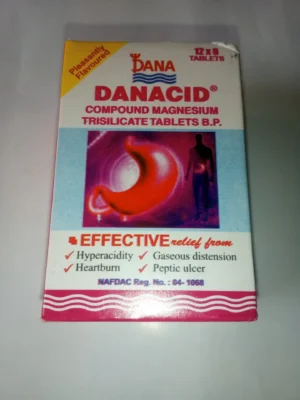 Pleasantly
Flavoured
DANA
12 x 8
TABLETS
DANACID®
COMPOUND MAGNESIUM
TRISILICATE TABLETS B.P.
EFFECTIVE relief from
✓ Hyperacidity ✓ Gaseous distension
✓ Heartburn ✓ Peptic ulcer
NAFDAC Reg. No. : 04- 1068